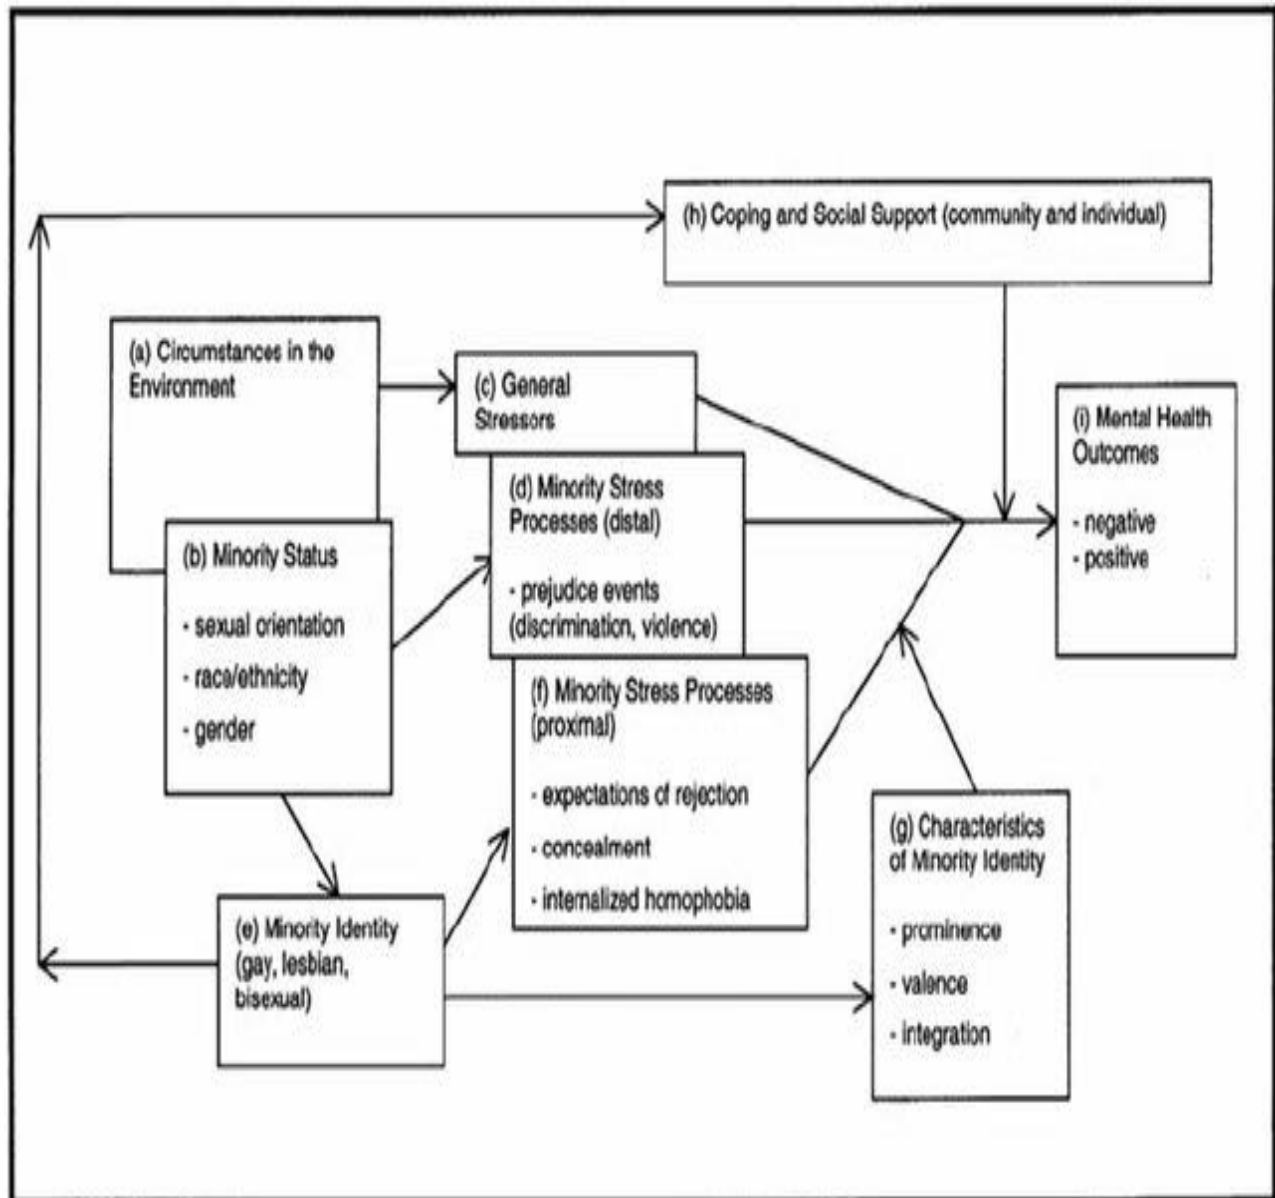 (h) Coping and Social Support (community and individual)
(a) Circumstances in the
Environment
(c) General
Stressors
(i) Mental Health
Outcomes
- negative
- positive
(d) Minority Stress
Processes (distal)
- prejudice events
(discrimination, violence)
(b) Minority Status
- sexual orientation
- race/ethnicity
- gender
(f) Minority Stress Processes
(proximal)
- expectations of rejection
- concealment
- internalized homophobia
(g) Characteristics
of Minority Identity
- prominence
- valence
- integration
(e) Minority Identity
(gay, lesbian,
bisexual)